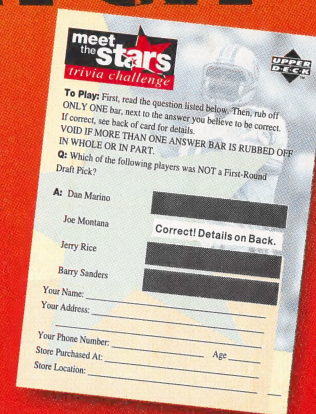 meet
the stars
trivia challenge
UPPER
DECK
To Play: First, read the question listed below. Then, rub off
ONLY ONE bar, next to the answer you believe to be correct.
If correct, see back of card for details.
VOID IF MORE THAN ONE ANSWER BAR IS RUBBED OFF
IN WHOLE OR IN PART.
Q: Which of the following players was NOT a First-Round
Draft Pick?
A: Dan Marino
Joe Montana Correct! Details on Back.
Jerry Rice
Barry Sanders
Your Name:
Your Address:
Your Phone Number: Age
Store Purchased At:
Store Location: